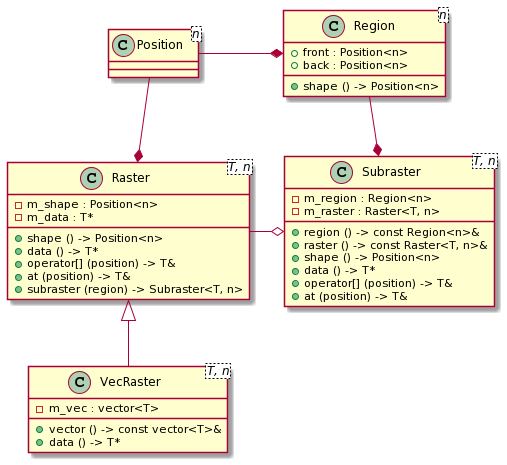 C Position n
C Region n
front : Position<n>
back : Position<n>
shape () -> Position<n>
C Raster T, n
m_shape : Position<n>
m_data : T*
shape () -> Position<n>
data () -> T*
operator[] (position) -> T&
at (position) -> T&
subraster (region) -> Subraster<T, n>
C Subraster T, n
m_region : Region<n>
m_raster : Raster<T, n>
region () -> const Region<n>&
raster () -> const Raster<T, n>&
shape () -> Position<n>
data () -> T*
operator[] (position) -> T&
at (position) -> T&
C VecRaster T, n
m_vec : vector<T>
vector () -> const vector<T>&
data () -> T*